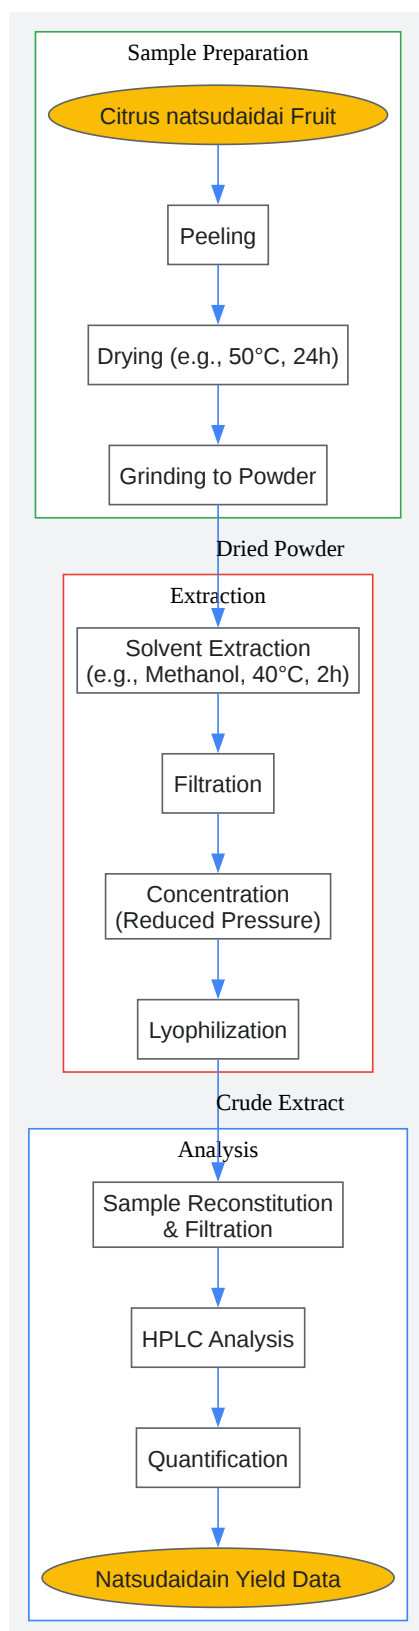 Sample Preparation
Citrus natsudaidai Fruit
Peeling
Drying (e.g., 50°C, 24h)
Grinding to Powder
Dried Powder
Extraction
Solvent Extraction
(e.g., Methanol, 40°C, 2h)
Filtration
Concentration
(Reduced Pressure)
Lyophilization
Crude Extract
Analysis
Sample Reconstitution
& Filtration
HPLC Analysis
Quantification
Natsudaidain Yield Data